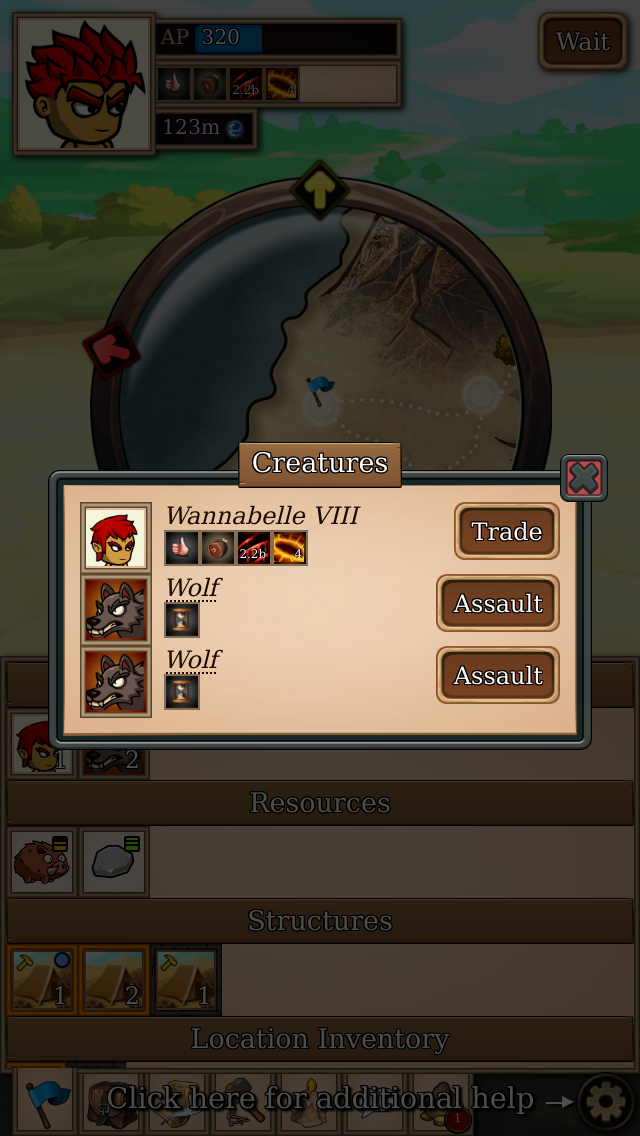 AP 320
Wait
2.2b 4
123m
Creatures
Wannabelle VIII
2.2b 4
Trade
Wolf
Assault
Wolf
Assault
1 2
Resources
Structures
1 2 1
Location Inventory
Click here for additional help →
1